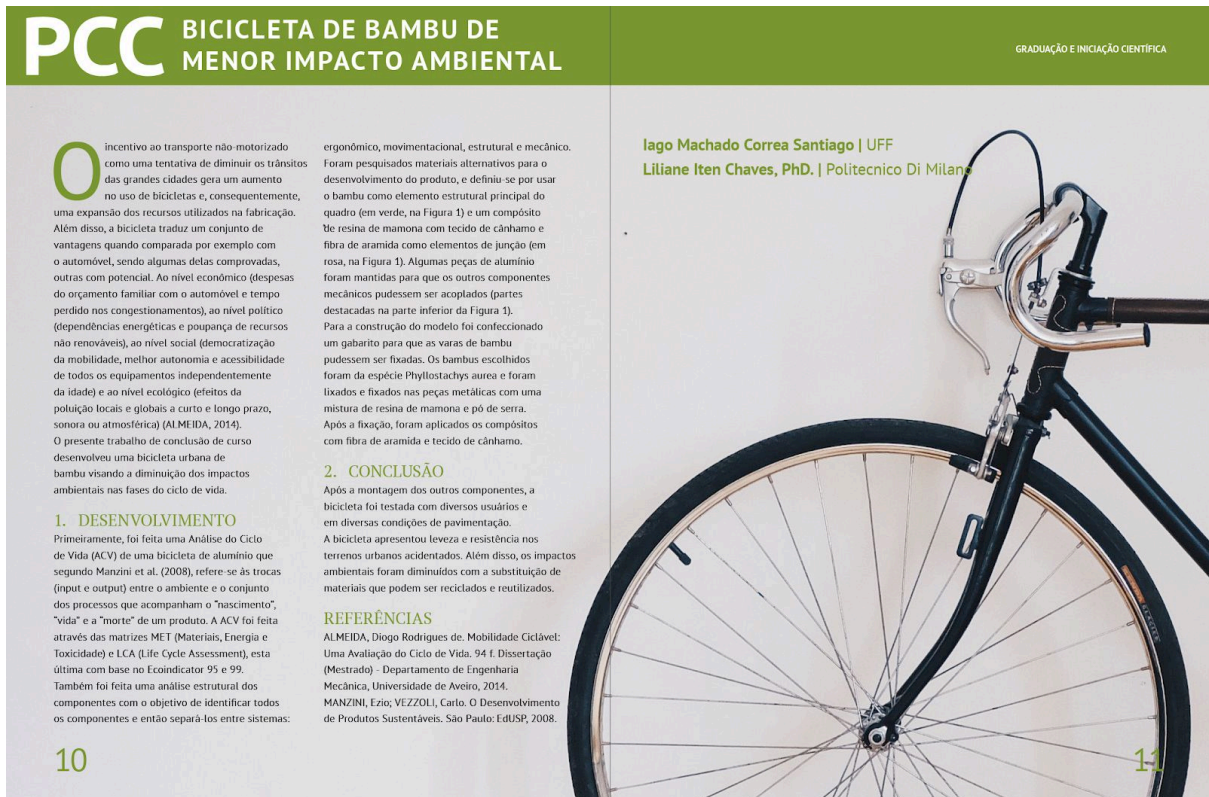 PCC
BICICLETA DE BAMBU DE
MENOR IMPACTO AMBIENTAL
GRADUAÇÃO E INICIAÇÃO CIENTÍFICA
O incentivo ao transporte não-motorizado
como uma tentativa de diminuir os trânsitos
das grandes cidades gera um aumento
no uso de bicicletas e, consequentemente,
uma expansão dos recursos utilizados na fabricação.
Além disso, a bicicleta traduz um conjunto de
vantagens quando comparada por exemplo com
o automóvel, sendo algumas delas comprovadas,
outras com potencial. Ao nível econômico (despesas
do orçamento familiar com o automóvel e tempo
perdido nos congestionamentos), ao nível político
(dependências energéticas e poupança de recursos
não renováveis), ao nível social (democratização
da mobilidade, melhor autonomia e acessibilidade
de todos os equipamentos independentemente
da idade) e ao nível ecológico (efeitos da
poluição locais e globais a curto e longo prazo,
sonora ou atmosférica) (ALMEIDA, 2014).
O presente trabalho de conclusão de curso
desenvolveu uma bicicleta urbana de
bambu visando a diminuição dos impactos
ambientais nas fases do ciclo de vida.
1. DESENVOLVIMENTO
Primeiramente, foi feita uma Análise do Ciclo
de Vida (ACV) de uma bicicleta de alumínio que
segundo Manzini et al. (2008), refere-se às trocas
(input e output) entre o ambiente e o conjunto
dos processos que acompanham o "nascimento",
"vida" e a "morte" de um produto. A ACV foi feita
através das matrizes MET (Materiais, Energia e
Toxicidade) e LCA (Life Cycle Assessment), esta
última com base no Ecoindicator 95 e 99.
Também foi feita uma análise estrutural dos
componentes com o objetivo de identificar todos
os componentes e então separá-los entre sistemas:
ergonômico, movimentacional, estrutural e mecânico.
Foram pesquisados materiais alternativos para o
desenvolvimento do produto, e definiu-se por usar
o bambu como elemento estrutural principal do
quadro (em verde, na Figura 1) e um compósito
de resina de mamona com tecido de cânhamo e
fibra de aramida como elementos de junção (em
rosa, na Figura 1). Algumas peças de alumínio
foram mantidas para que os outros componentes
mecânicos pudessem ser acoplados (partes
destacadas na parte inferior da Figura 1).
Para a construção do modelo foi confeccionado
um gabarito para que as varas de bambu
pudessem ser fixadas. Os bambus escolhidos
foram da espécie Phyllostachys aurea e foram
lixados e fixados nas peças metálicas com uma
mistura de resina de mamona e pó de serra.
Após a fixação, foram aplicados os compósitos
com fibra de aramida e tecido de cânhamo.
2. CONCLUSÃO
Após a montagem dos outros componentes, a
bicicleta foi testada com diversos usuários e
em diversas condições de pavimentação.
A bicicleta apresentou leveza e resistência nos
terrenos urbanos acidentados. Além disso, os impactos
ambientais foram diminuídos com a substituição de
materiais que podem ser reciclados e reutilizados.
REFERÊNCIAS
ALMEIDA, Diogo Rodrigues de. Mobilidade Ciclável:
Uma Avaliação do Ciclo de Vida. 94 f. Dissertação
(Mestrado) - Departamento de Engenharia
Mecânica, Universidade de Aveiro, 2014.
MANZINI, Ezio; VEZZOLI, Carlo. O Desenvolvimento
de Produtos Sustentáveis. São Paulo: EdUSP, 2008.
Iago Machado Correa Santiago | UFF
Liliane Iten Chaves, PhD. | Politecnico Di Milano
10
11